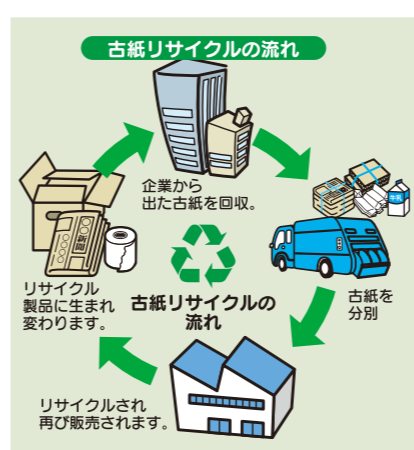 古紙リサイクルの流れ
企業から
出た古紙を回収。
牛乳
古紙を
分別
リサイクルされ
再び販売されます。
リサイクル
製品に生まれ
変わります。
古紙リサイクルの
流れ